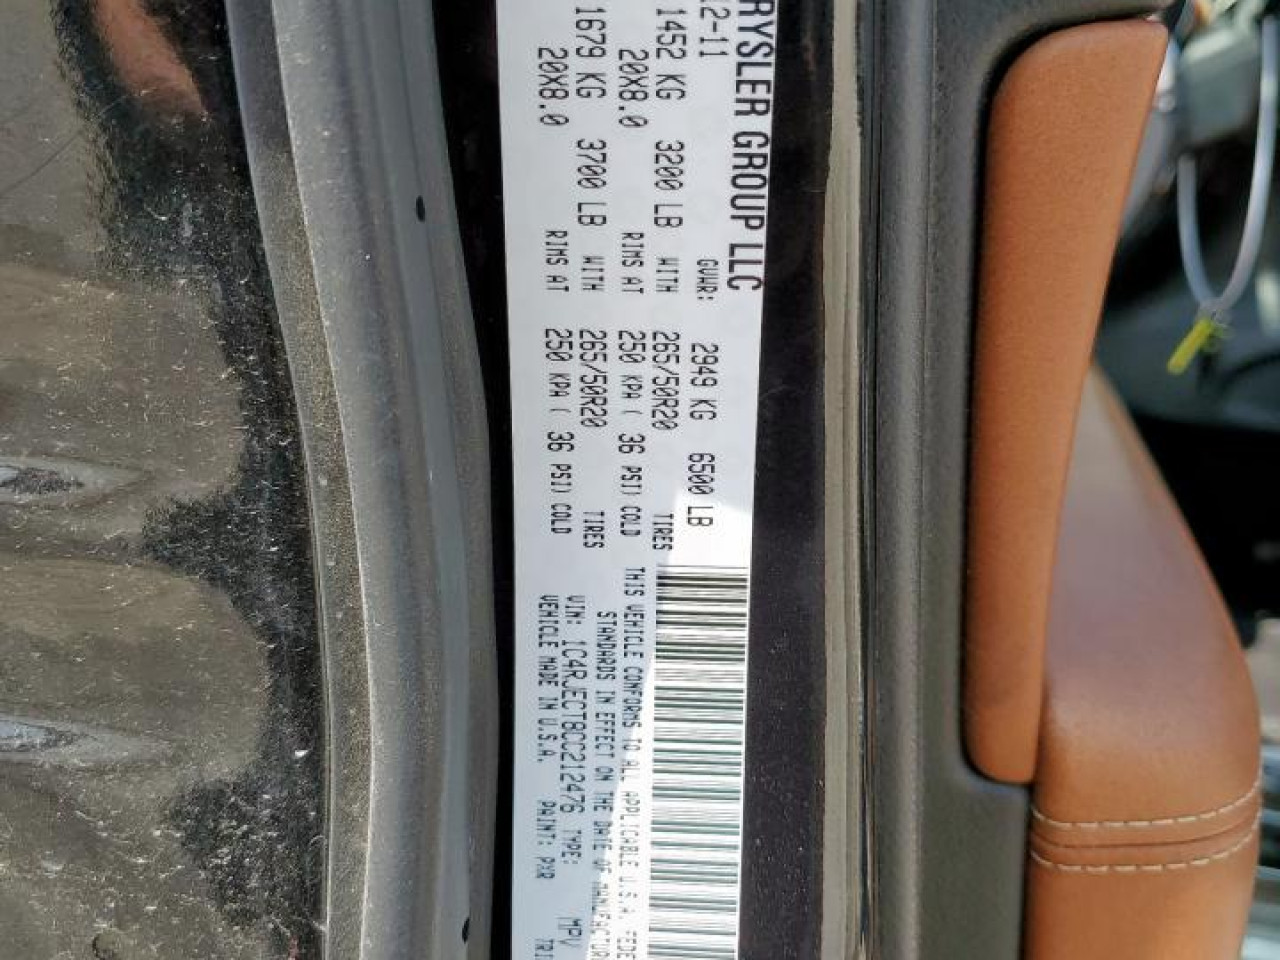 RYSLER GROUP LLC
12-11 GVWR: 2949 KG 6500 LB
1452 KG 3200 LB WITH 265/50R20 TIRES
20X8.0 RIMS AT 250 KPA ( 36 PSI) COLD
1679 KG 3700 LB WITH 265/50R20 TIRES
20X8.0 RIMS AT 250 KPA ( 36 PSI) COLD
THIS VEHICLE CONFORMS TO ALL APPLICABLE U.S.A. FEDE
STANDARDS IN EFFECT ON THE DATE OF MANUFACTUR
VIN: 1C4RJECT8CC212476 TYPE: MPV
VEHICLE MADE IN U.S.A. PAINT: PXR TRI